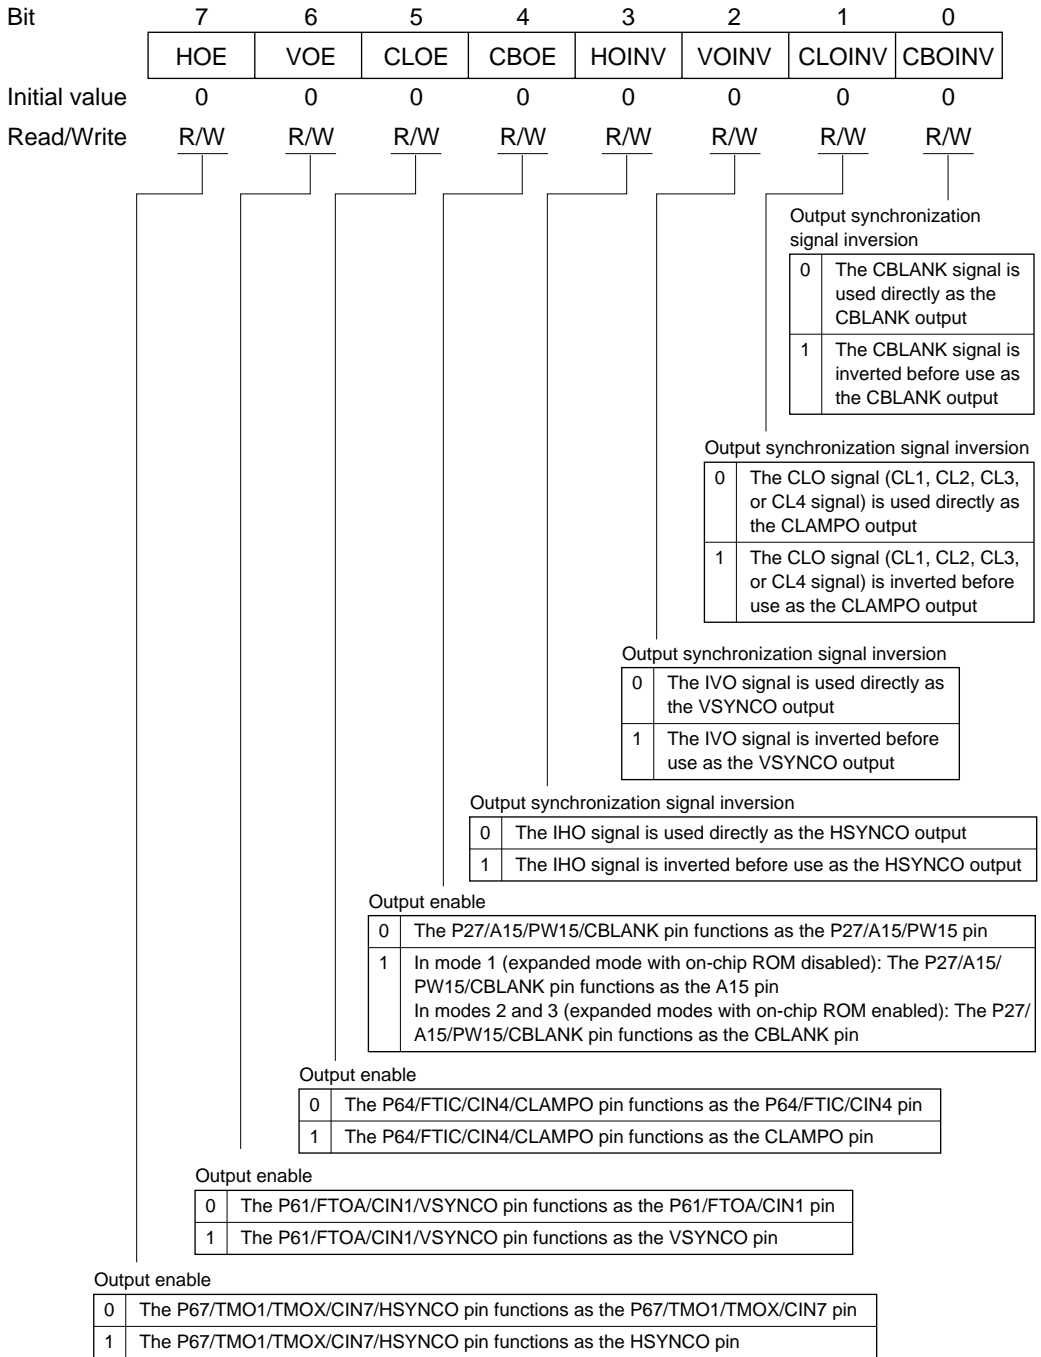 Bit 7 6 5 4 3 2 1 0
HOE VOE CLOE CBOE HOINV VOINV CLOINV CBOINV
Initial value 0 0 0 0 0 0 0 0
Read/Write R/W R/W R/W R/W R/W R/W R/W R/W
Output synchronization
signal inversion
0 The CBLANK signal is
used directly as the
CBLANK output
1 The CBLANK signal is
inverted before use as
the CBLANK output
Output synchronization signal inversion
0 The CLO signal (CL1, CL2, CL3,
or CL4 signal) is used directly as
the CLAMPO output
1 The CLO signal (CL1, CL2, CL3,
or CL4 signal) is inverted before
use as the CLAMPO output
Output synchronization signal inversion
0 The IVO signal is used directly as
the VSYNCO output
1 The IVO signal is inverted before
use as the VSYNCO output
Output synchronization signal inversion
0 The IHO signal is used directly as the HSYNCO output
1 The IHO signal is inverted before use as the HSYNCO output
Output enable
0 The P27/A15/PW15/CBLANK pin functions as the P27/A15/PW15 pin
1 In mode 1 (expanded mode with on-chip ROM disabled): The P27/A15/
PW15/CBLANK pin functions as the A15 pin
In modes 2 and 3 (expanded modes with on-chip ROM enabled): The P27/
A15/PW15/CBLANK pin functions as the CBLANK pin
Output enable
0 The P64/FTIC/CIN4/CLAMPO pin functions as the P64/FTIC/CIN4 pin
1 The P64/FTIC/CIN4/CLAMPO pin functions as the CLAMPO pin
Output enable
0 The P61/FTOA/CIN1/VSYNCO pin functions as the P61/FTOA/CIN1 pin
1 The P61/FTOA/CIN1/VSYNCO pin functions as the VSYNCO pin
Output enable
0 The P67/TMO1/TMOX/CIN7/HSYNCO pin functions as the P67/TMO1/TMOX/CIN7 pin
1 The P67/TMO1/TMOX/CIN7/HSYNCO pin functions as the HSYNCO pin